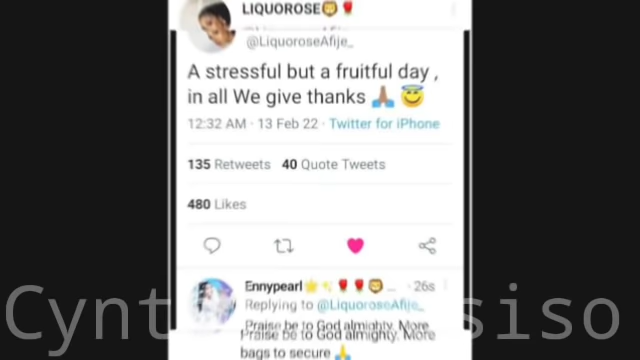 LIQUOROSE🦁🌹
@LiquoroseAfije_
A stressful but a fruitful day ,
in all We give thanks 🙏🏽 😇
12:32 AM · 13 Feb 22 · Twitter for iPhone
135 Retweets 40 Quote Tweets
480 Likes
Ennypearl⭐✨🌹🌹🦁 ... · 26s
Replying to @LiquoroseAfije_
Praise be to God almighty. More
bags to secure 🙏
Cynt
siso